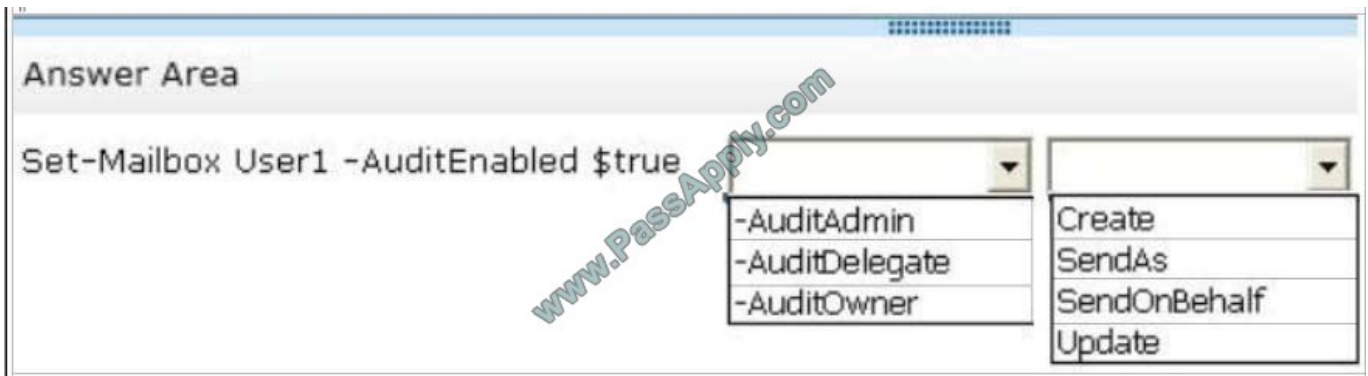 Answer Area
Set-Mailbox User1 -AuditEnabled $true
-AuditAdmin
-AuditDelegate
-AuditOwner
Create
SendAs
SendOnBehalf
Update
www.PassApply.com